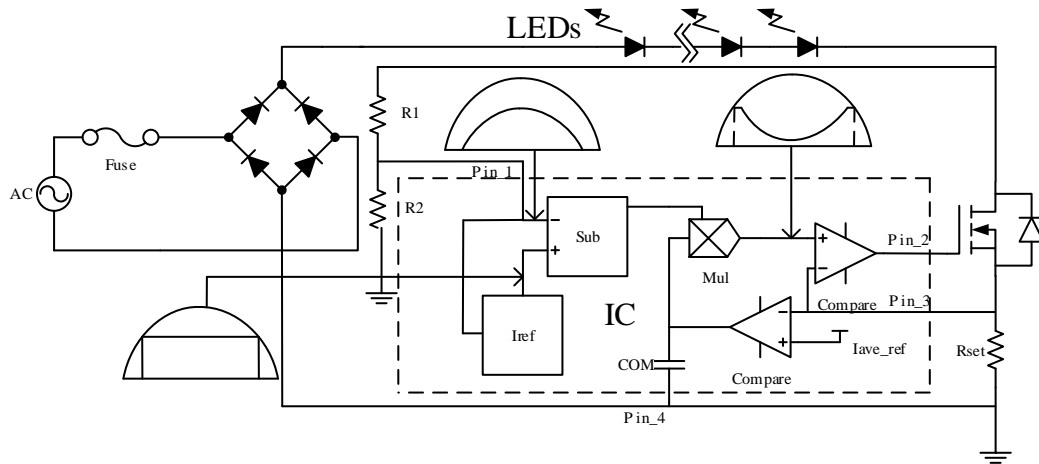 LEDs
R1
Fuse
Pin_1
AC
R2
Sub
Pin_2
Mul
Pin_3
Compare
IC
Iref
Iave_ref
Rset
COM
Compare
Pin_4